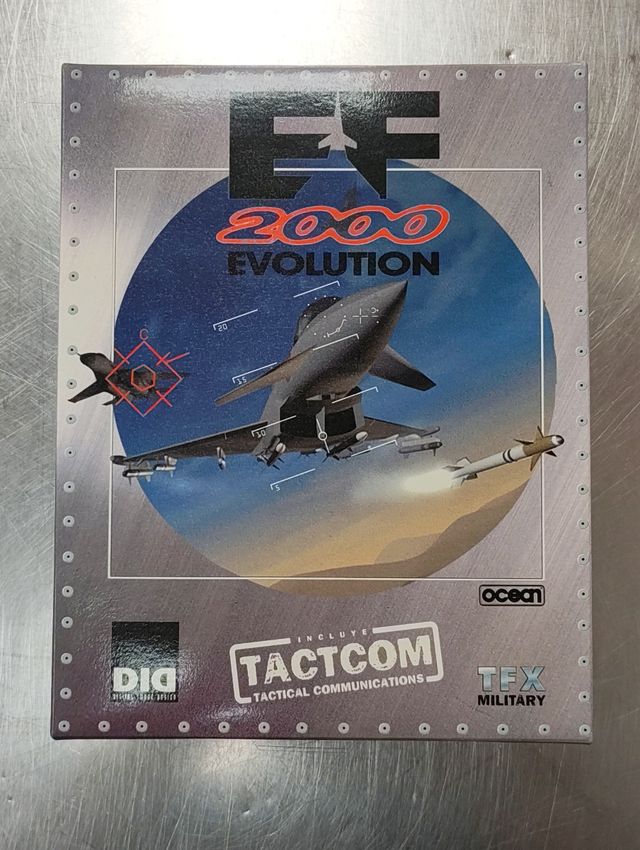 EF
2000
EVOLUTION
C
20
15
10
5
ocean
DID
INCLUYE
TACTCOM
TACTICAL COMMUNICATIONS
TFX
MILITARY